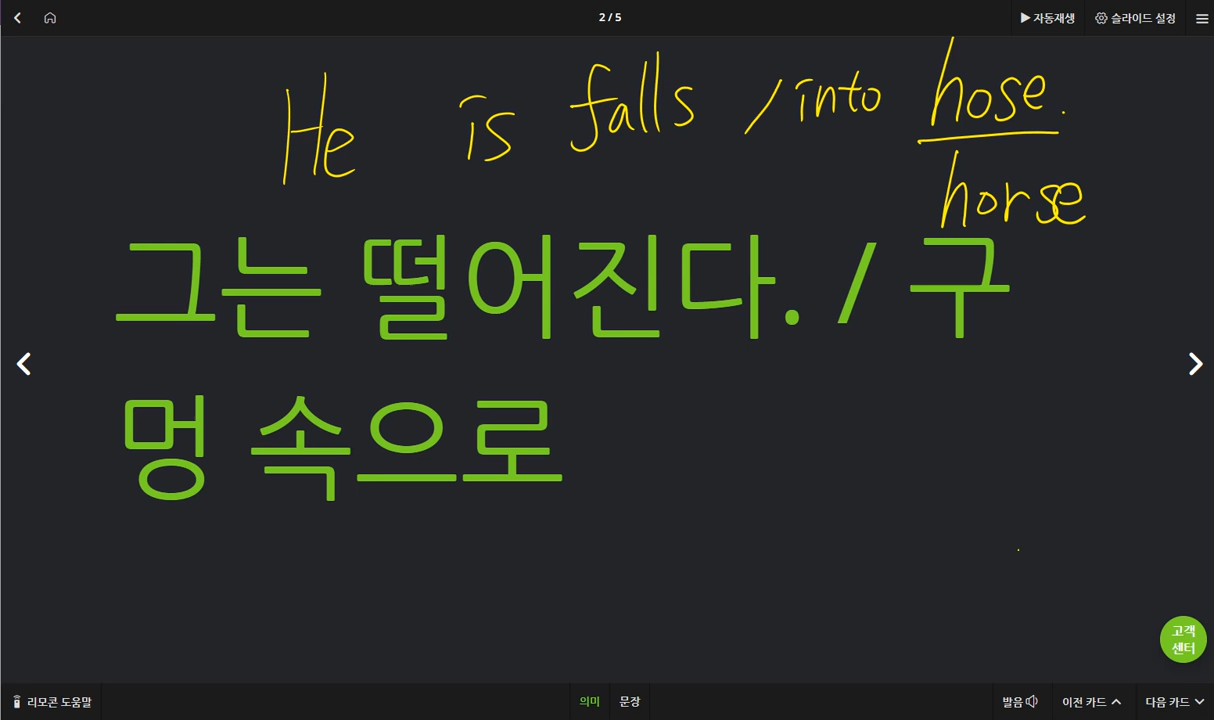 2 / 5
자동재생
슬라이드 설정
He is falls / into hose.
horse
그는 떨어진다. / 구
멍 속으로
고객
센터
리모콘 도움말
의미
문장
발음
이전 카드
다음 카드